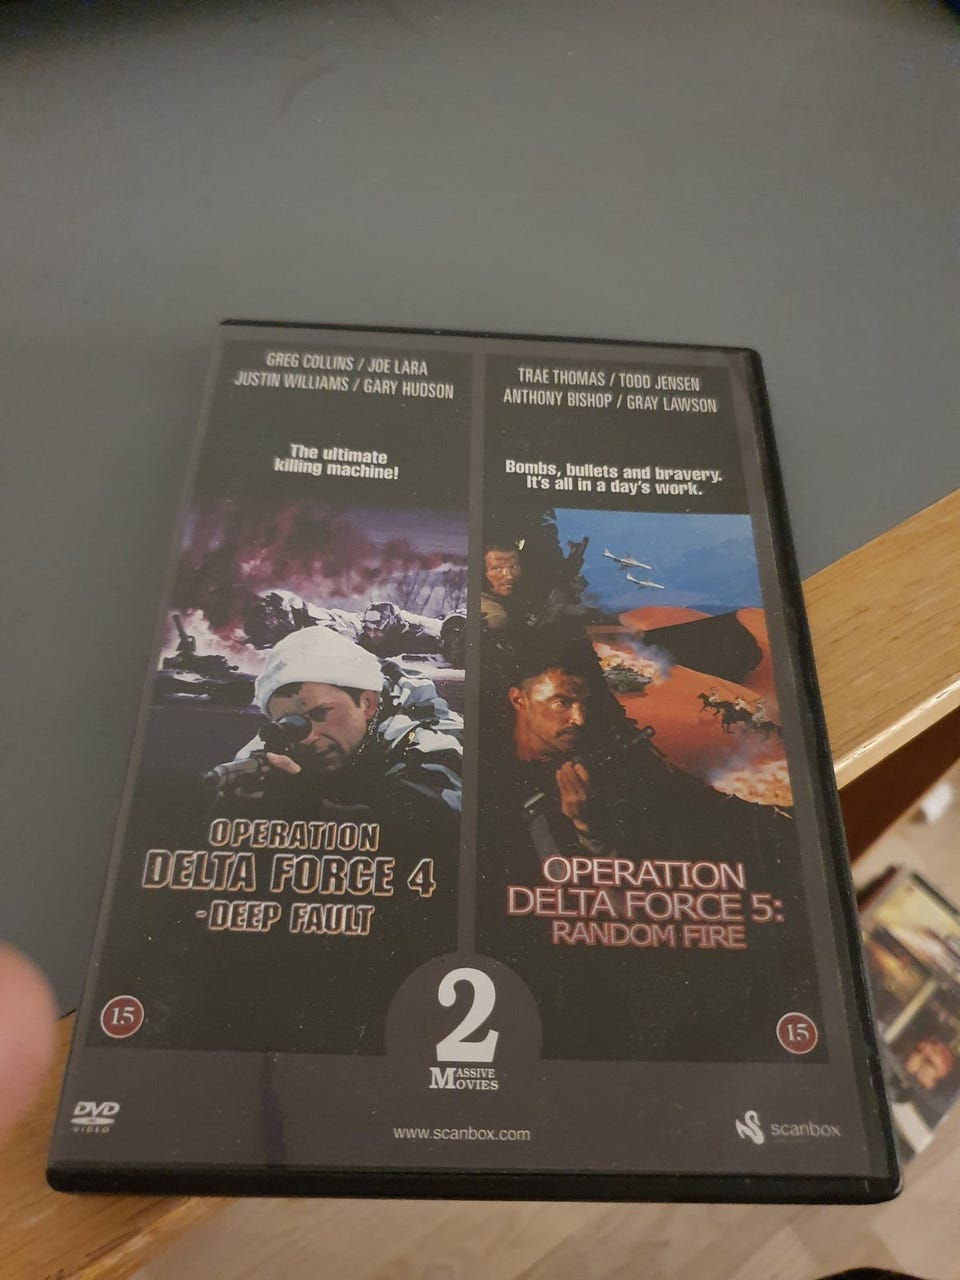 GREG COLLINS / JOE LARA
JUSTIN WILLIAMS / GARY HUDSON
The ultimate
killing machine!
OPERATION
DELTA FORCE 4
-DEEP FAULT
15
TRAE THOMAS / TODD JENSEN
ANTHONY BISHOP / GRAY LAWSON
Bombs, bullets and bravery.
It's all in a day's work.
OPERATION
DELTA FORCE 5:
RANDOM FIRE
15
2
MASSIVE
MOVIES
DVD
VIDEO
www.scanbox.com
scanbox